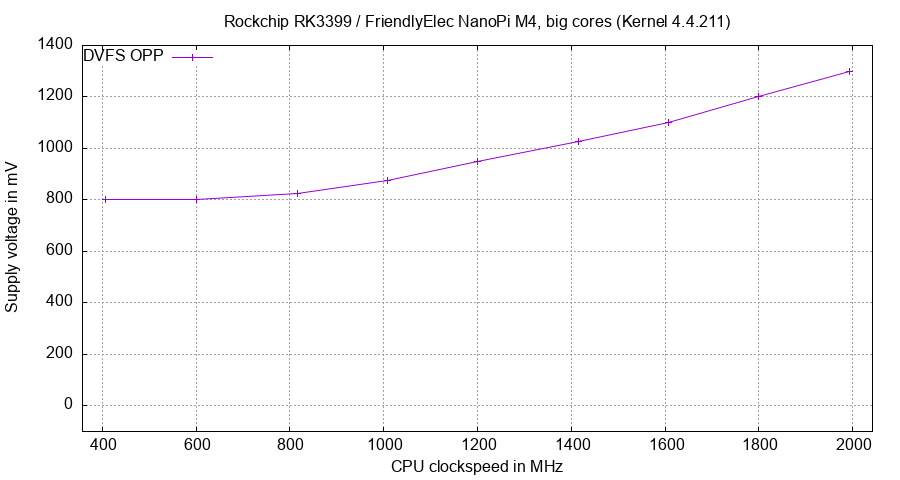 Rockchip RK3399 / FriendlyElec NanoPi M4, big cores (Kernel 4.4.211)
1400
DVFS OPP
1200
1000
800
600
400
200
0
Supply voltage in mV
400 600 800 1000 1200 1400 1600 1800 2000
CPU clockspeed in MHz